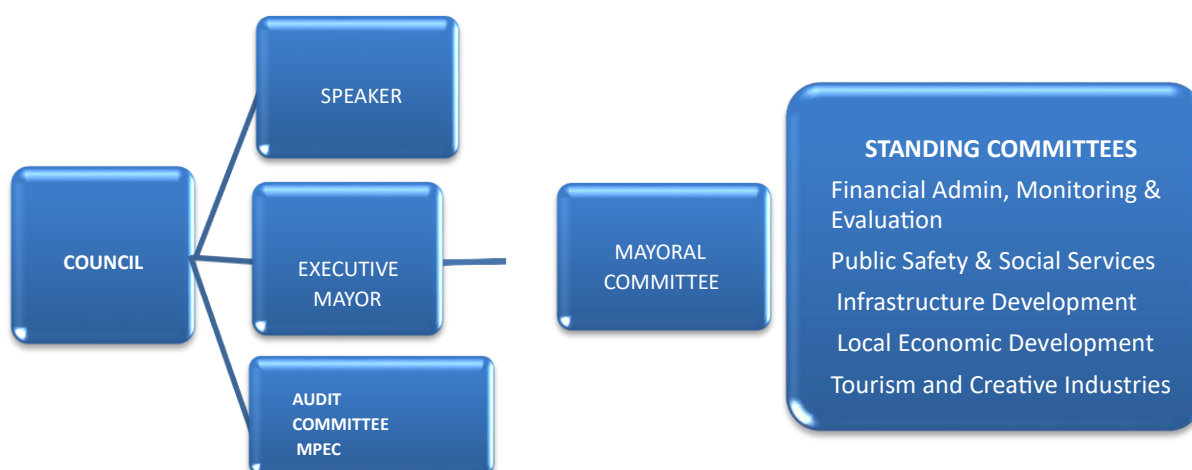 COUNCIL
SPEAKER
EXECUTIVE
MAYOR
AUDIT
COMMITTEE
MPEC
MAYORAL
COMMITTEE
STANDING COMMITTEES
Financial Admin, Monitoring &
Evaluation
Public Safety & Social Services
Infrastructure Development
Local Economic Development
Tourism and Creative Industries